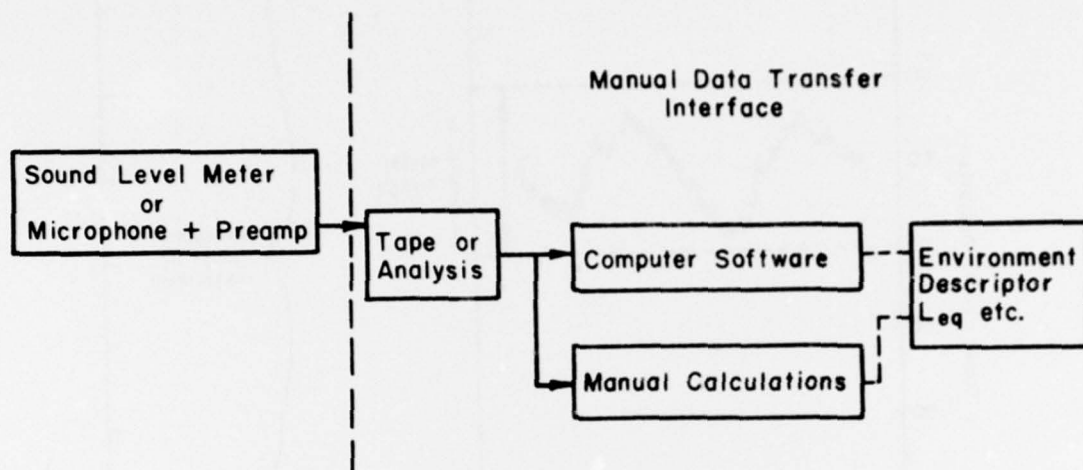 Manual Data Transfer
Interface
Sound Level Meter
or
Microphone + Preamp
Tape or
Analysis
Computer Software
Manual Calculations
Environment
Descriptor
Leq etc.